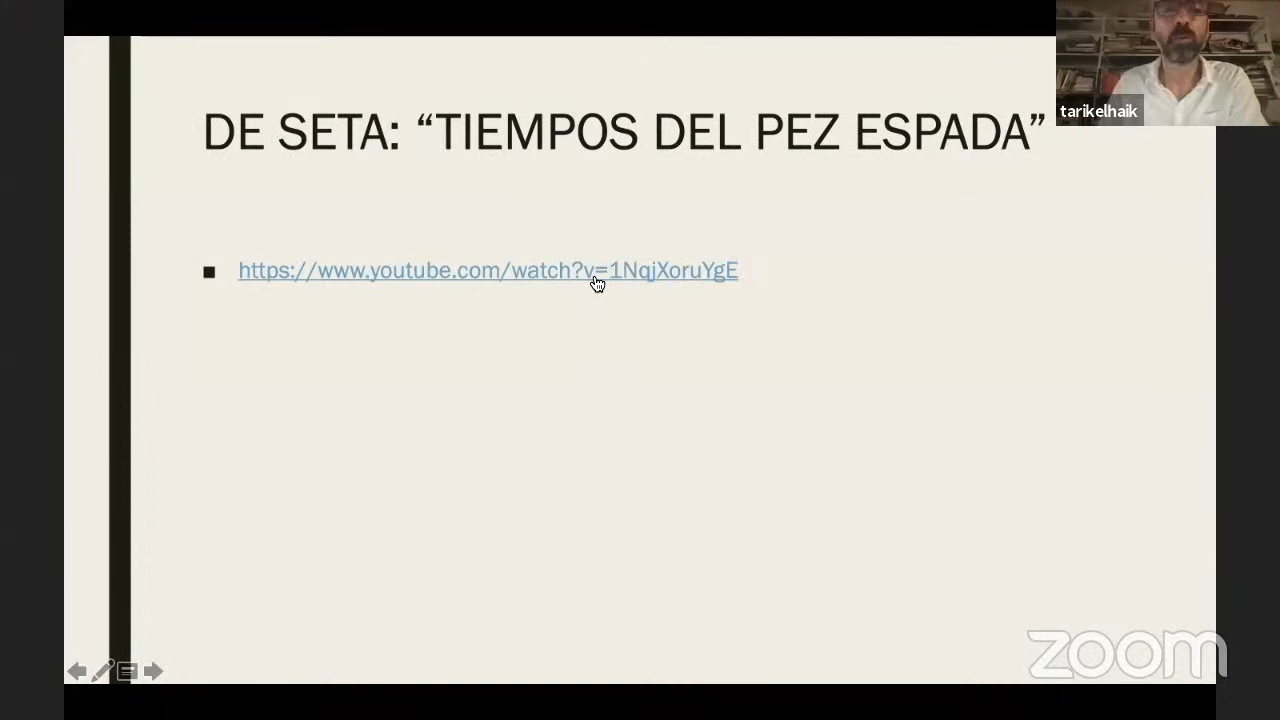 DE SETA: “TIEMPOS DEL PEZ ESPADA”
https://www.youtube.com/watch?v=1NqjXoruYgE
tarikelhaik
zoom